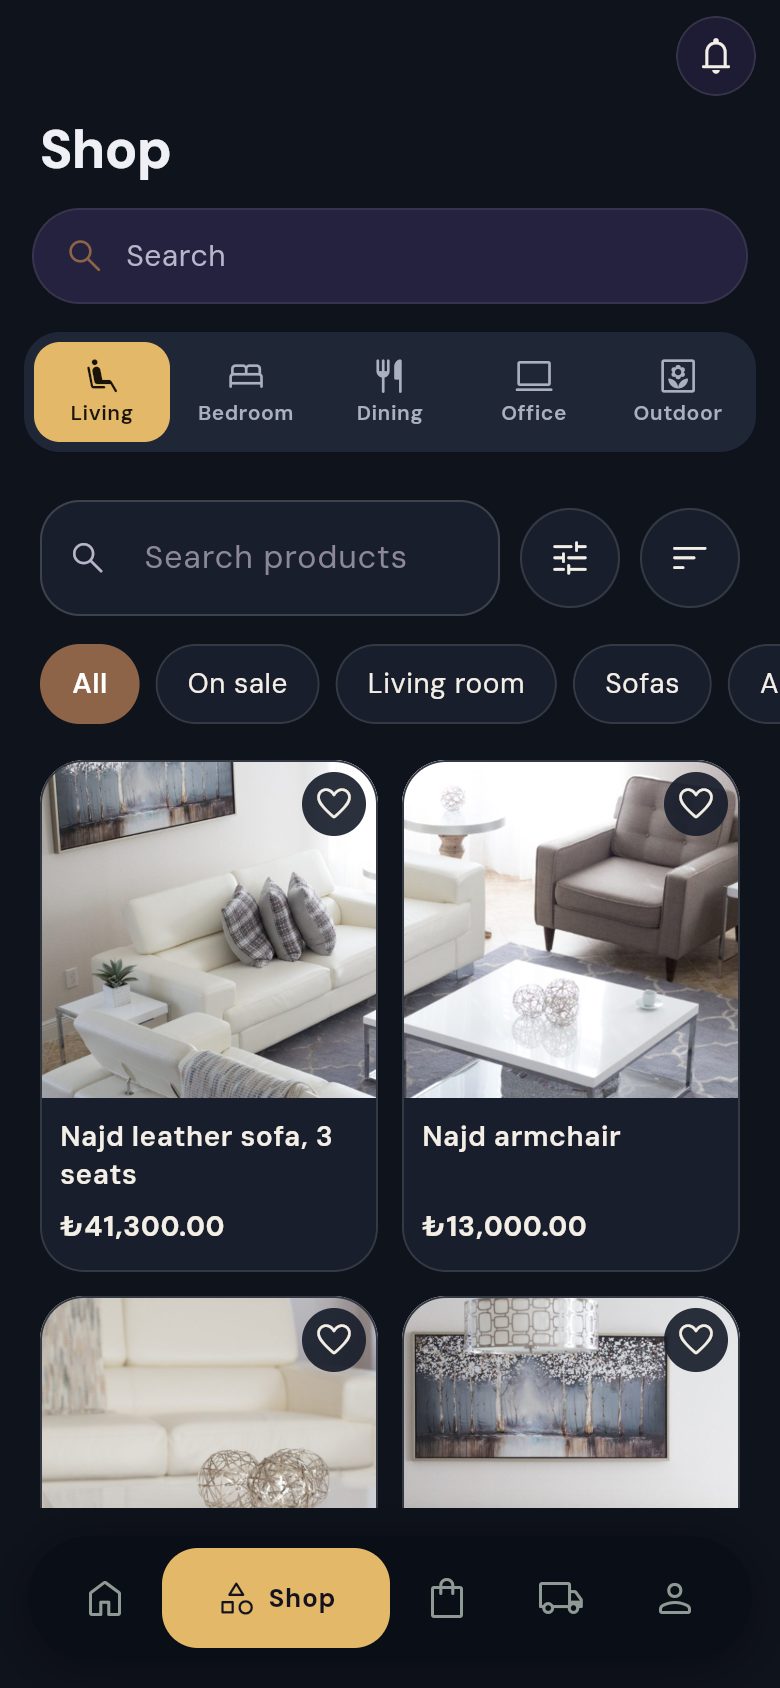 Shop
Search
Living
Bedroom
Dining
Office
Outdoor
Search products
All
On sale
Living room
Sofas
A
Najd leather sofa, 3
seats
₺41,300.00
Najd armchair
₺13,000.00
Shop